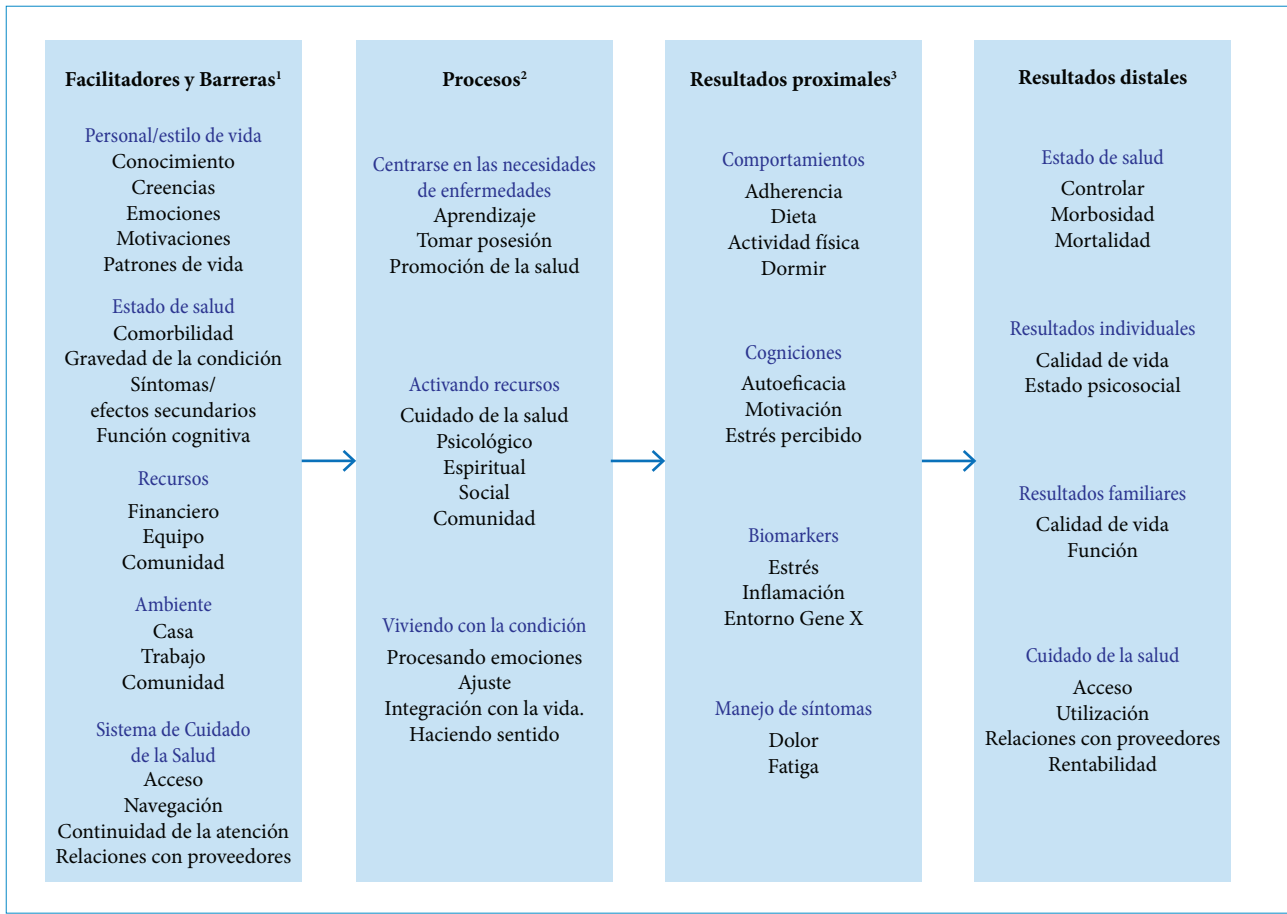 Facilitadores y Barreras¹
Personal/estilo de vida
Conocimiento
Creencias
Emociones
Motivaciones
Patrones de vida
Estado de salud
Comorbilidad
Gravedad de la condición
Síntomas/
efectos secundarios
Función cognitiva
Recursos
Financiero
Equipo
Comunidad
Ambiente
Casa
Trabajo
Comunidad
Sistema de Cuidado
de la Salud
Acceso
Navegación
Continuidad de la atención
Relaciones con proveedores
Procesos²
Centrarse en las necesidades
de enfermedades
Aprendizaje
Tomar posesión
Promoción de la salud
Activando recursos
Cuidado de la salud
Psicológico
Espiritual
Social
Comunidad
Viviendo con la condición
Procesando emociones
Ajuste
Integración con la vida.
Haciendo sentido
Resultados proximales³
Comportamientos
Adherencia
Dieta
Actividad física
Dormir
Cogniciones
Autoeficacia
Motivación
Estrés percibido
Biomarkers
Estrés
Inflamación
Entorno Gene X
Manejo de síntomas
Dolor
Fatiga
Resultados distales
Estado de salud
Controlar
Morbosidad
Mortalidad
Resultados individuales
Calidad de vida
Estado psicosocial
Resultados familiares
Calidad de vida
Función
Cuidado de la salud
Acceso
Utilización
Relaciones con proveedores
Rentabilidad